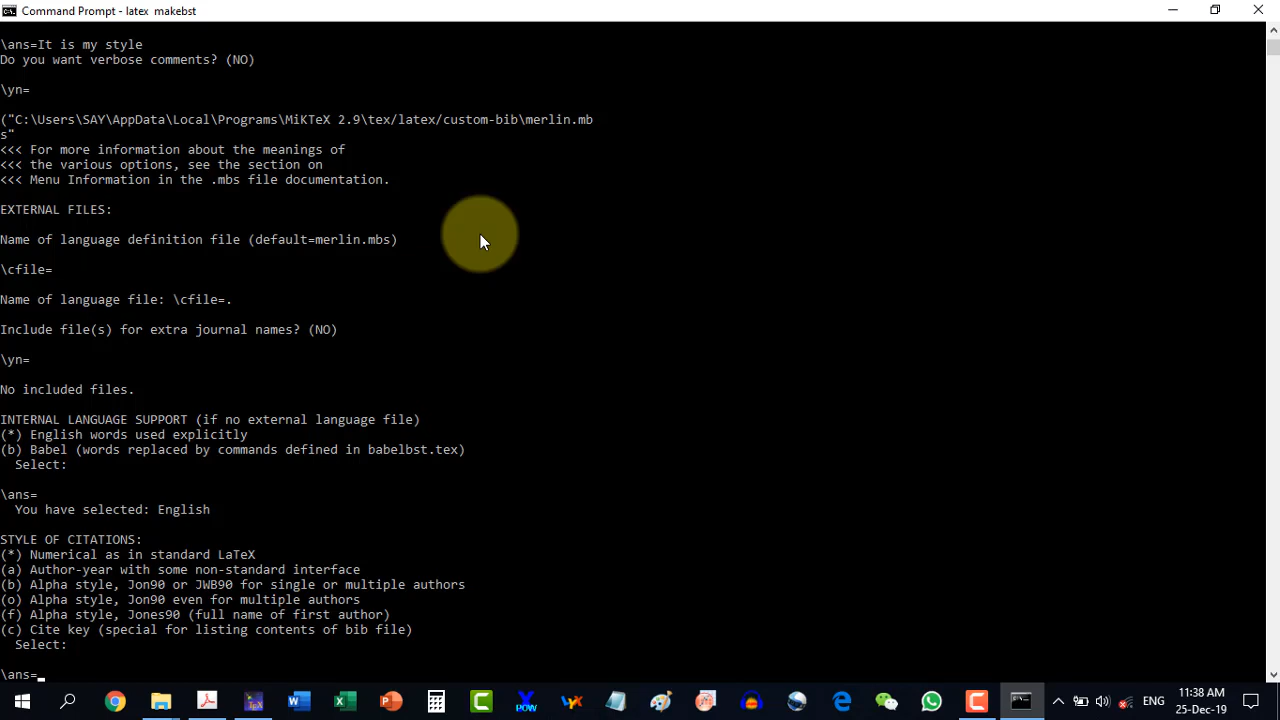 Command Prompt - latex makebst
\ans=It is my style
Do you want verbose comments? (NO)
\yn=
("C:\Users\SAY\AppData\Local\Programs\MiKTeX 2.9\tex/latex/custom-bib\merlin.mb
s"
<<< For more information about the meanings of
<<< the various options, see the section on
<<< Menu Information in the .mbs file documentation.
EXTERNAL FILES:
Name of language definition file (default=merlin.mbs)
\cfile=
Name of language file: \cfile=.
Include file(s) for extra journal names? (NO)
\yn=
No included files.
INTERNAL LANGUAGE SUPPORT (if no external language file)
(*) English words used explicitly
(b) Babel (words replaced by commands defined in babelbst.tex)
Select:
\ans=
You have selected: English
STYLE OF CITATIONS:
(*) Numerical as in standard LaTeX
(a) Author-year with some non-standard interface
(b) Alpha style, Jon90 or JWB90 for single or multiple authors
(o) Alpha style, Jon90 even for multiple authors
(f) Alpha style, Jones90 (full name of first author)
(c) Cite key (special for listing contents of bib file)
Select:
\ans=
POW
ENG
11:38 AM
25-Dec-19